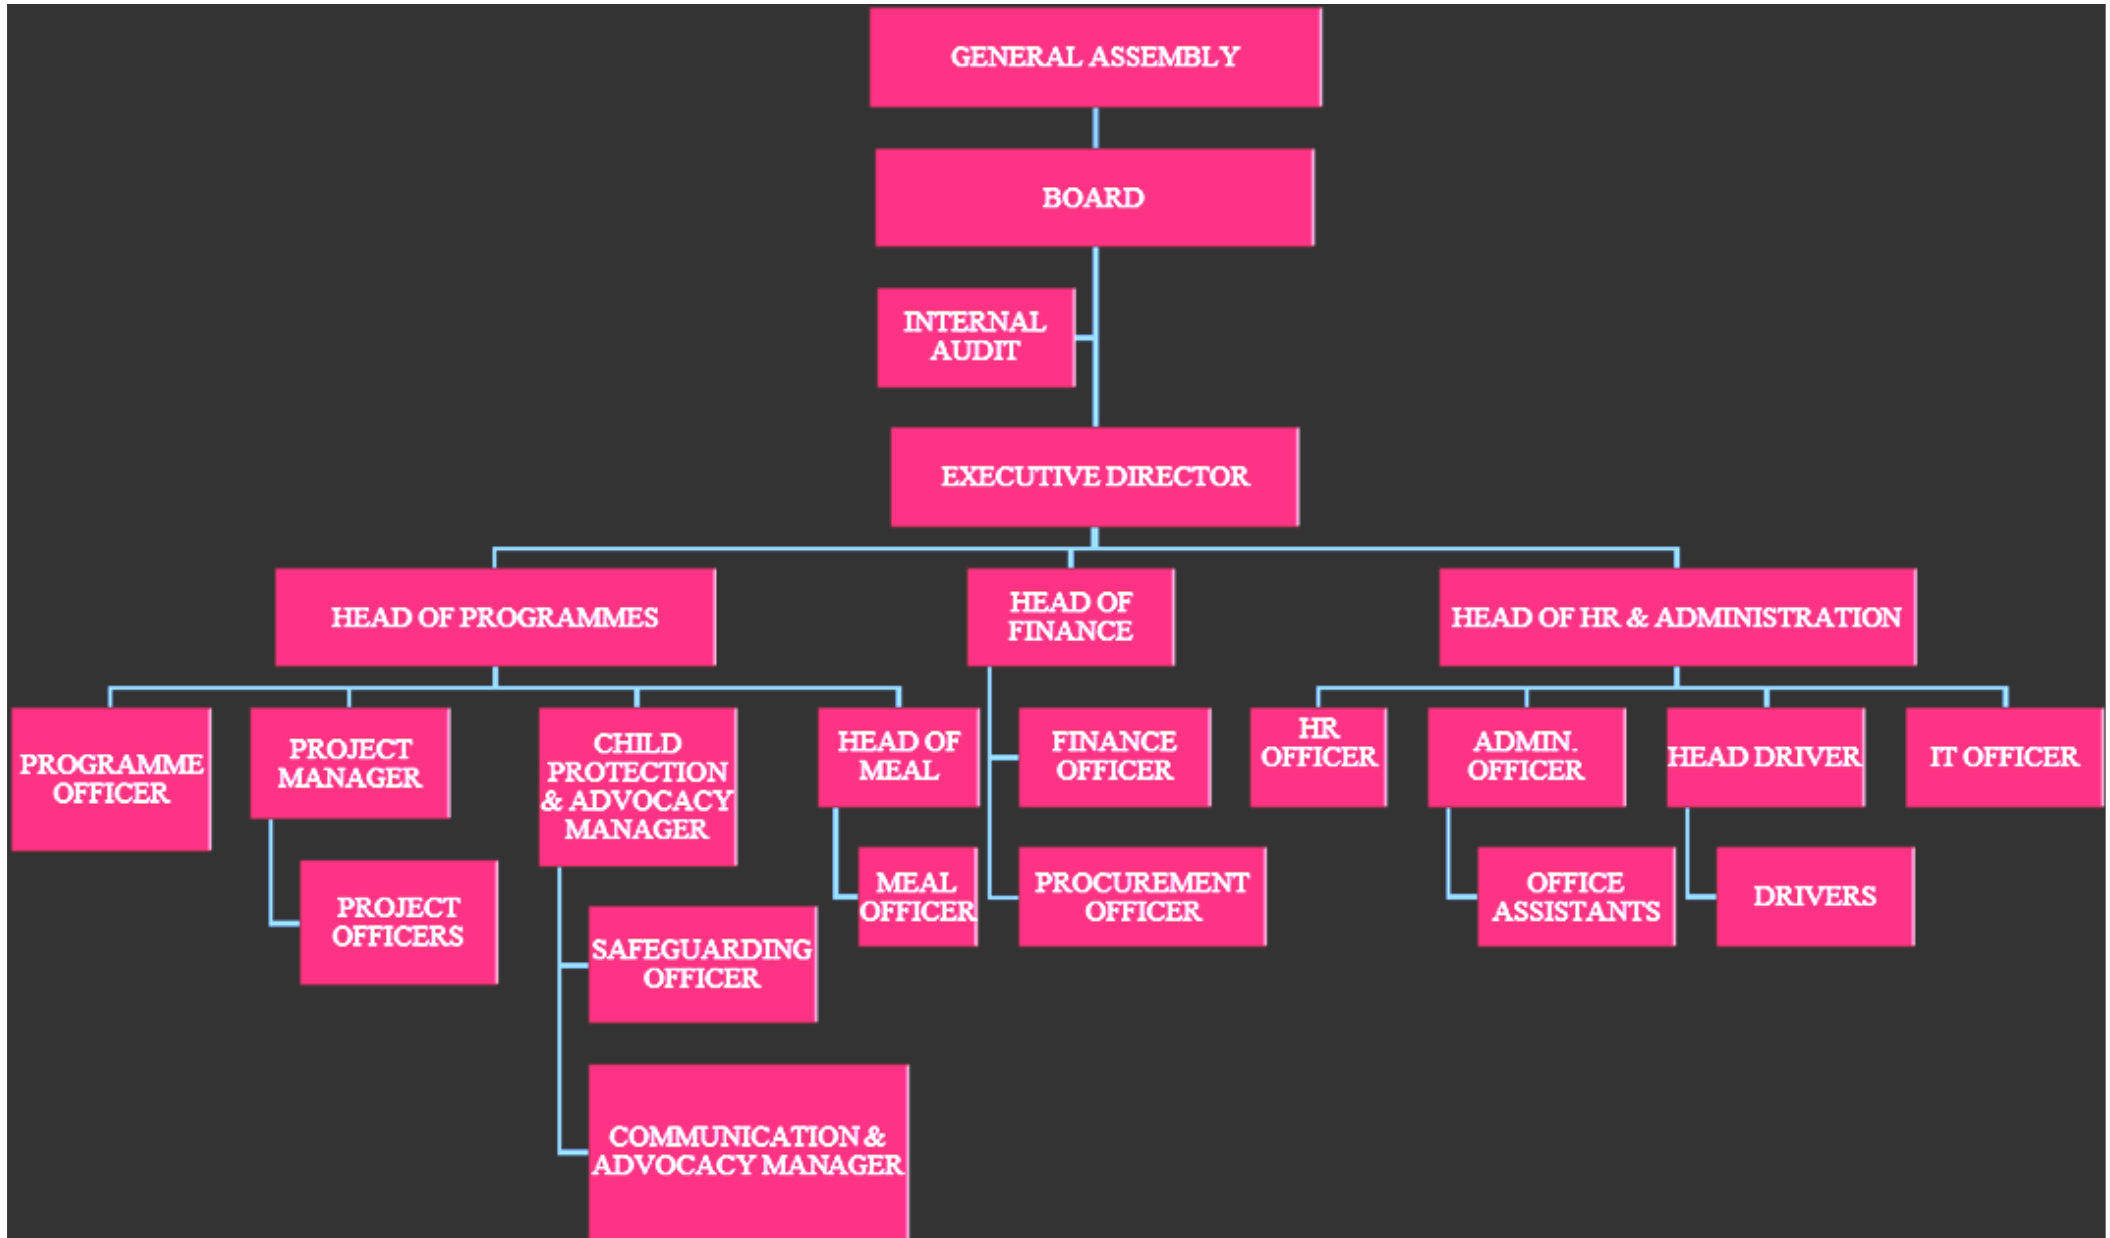 GENERAL ASSEMBLY
BOARD
INTERNAL
AUDIT
EXECUTIVE DIRECTOR
HEAD OF PROGRAMMES
HEAD OF
FINANCE
HEAD OF HR & ADMINISTRATION
PROGRAMME
OFFICER
PROJECT
MANAGER
CHILD
PROTECTION
& ADVOCACY
MANAGER
HEAD OF
MEAL
FINANCE
OFFICER
HR
OFFICER
ADMIN.
OFFICER
HEAD DRIVER
IT OFFICER
PROJECT
OFFICERS
MEAL
OFFICER
PROCUREMENT
OFFICER
OFFICE
ASSISTANTS
DRIVERS
SAFEGUARDING
OFFICER
COMMUNICATION &
ADVOCACY MANAGER